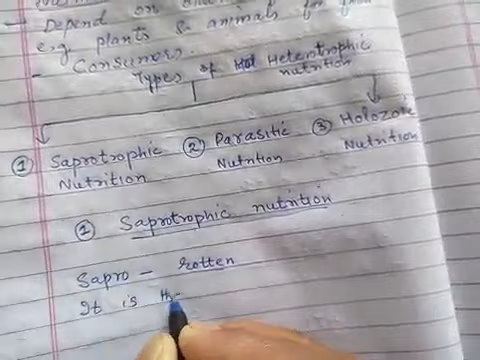 → Depend on
e.g. plants & animals for
- Consumers.
Types of Heterotrophic
nutrition
① Saprotrophic
Nutrition
② Parasitic
Nutrition
③ Holozoic
Nutrition
① Saprotrophic nutrition
Sapro - rotten
It is th